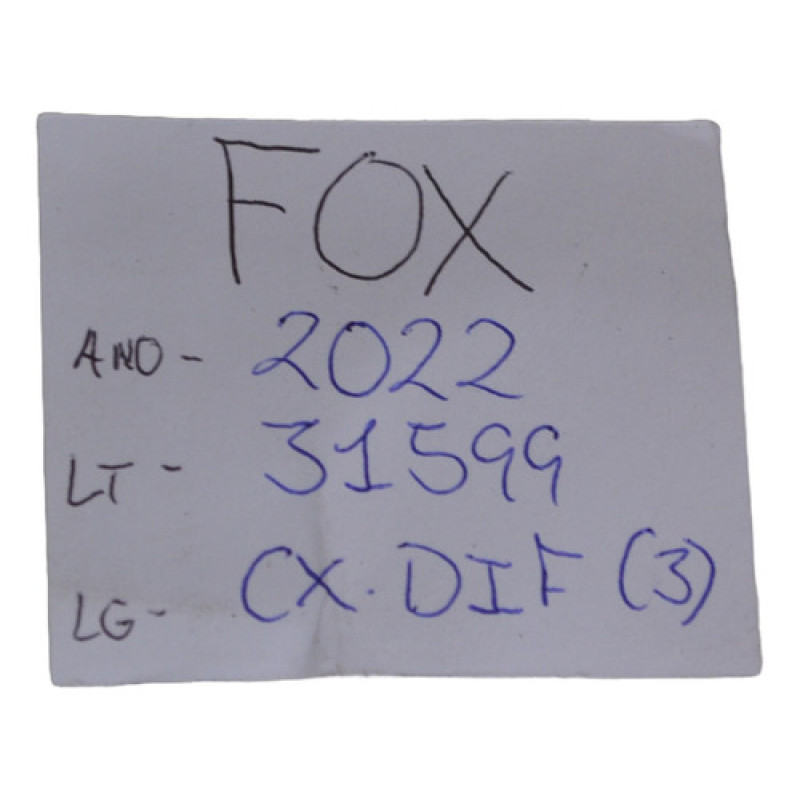 FOX
ANO - 2022
LT - 31599
LG - CX. DIF (3)